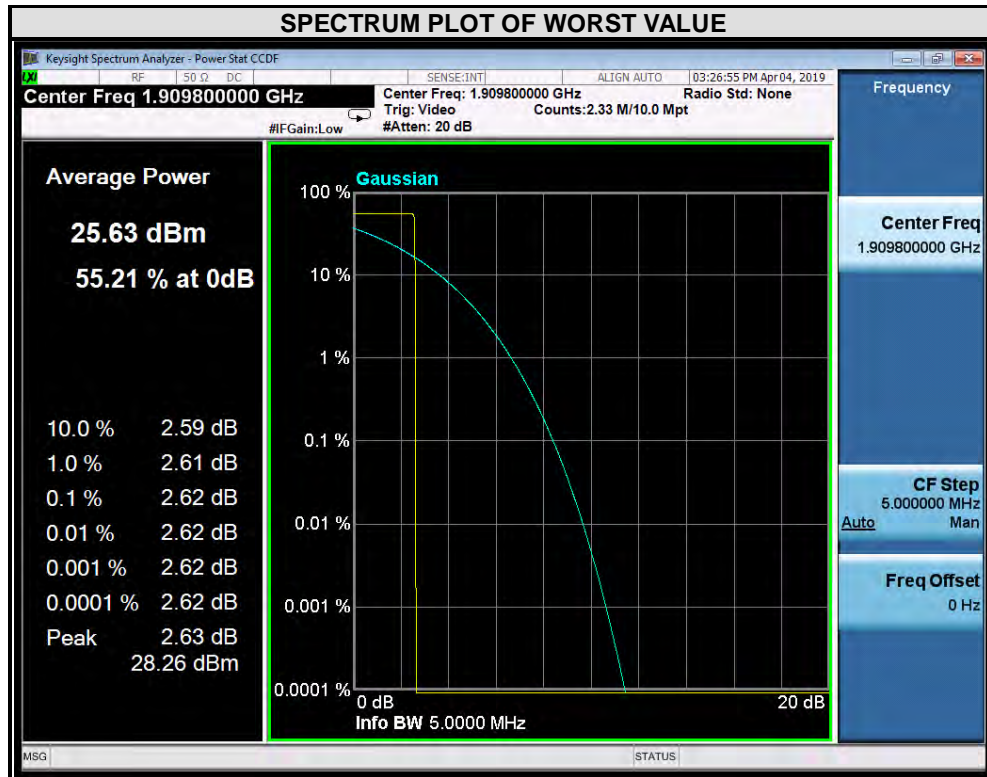 SPECTRUM PLOT OF WORST VALUE
Keysight Spectrum Analyzer - Power Stat CCDF
LXI RF 50 Ω DC SENSE:INT ALIGN AUTO 03:26:55 PM Apr 04, 2019
Center Freq 1.909800000 GHz
Center Freq: 1.909800000 GHz Radio Std: None
Trig: Video Counts:2.33 M/10.0 Mpt
#IFGain:Low #Atten: 20 dB
Frequency
Average Power
25.63 dBm
55.21 % at 0dB
10.0 % 2.59 dB
1.0 % 2.61 dB
0.1 % 2.62 dB
0.01 % 2.62 dB
0.001 % 2.62 dB
0.0001 % 2.62 dB
Peak 2.63 dB
28.26 dBm
Gaussian
100 %
10 %
1 %
0.1 %
0.01 %
0.001 %
0.0001 %
0 dB 20 dB
Info BW 5.0000 MHz
Center Freq
1.909800000 GHz
CF Step
5.000000 MHz
Auto Man
Freq Offset
0 Hz
MSG STATUS